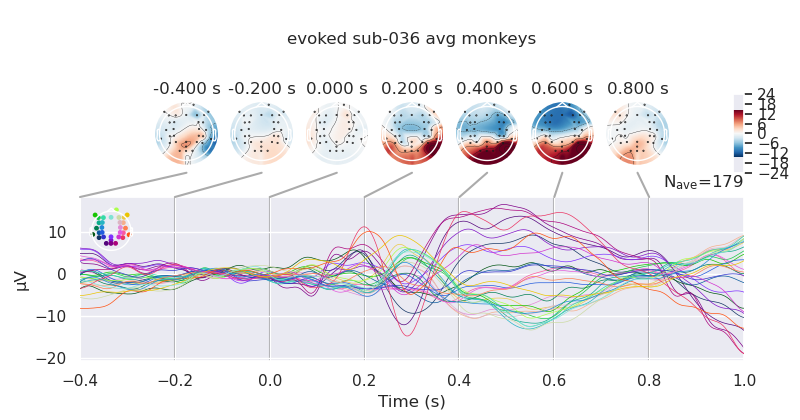 evoked sub-036 avg monkeys
-0.400 s -0.200 s 0.000 s 0.200 s 0.400 s 0.600 s 0.800 s
24
18
12
6
0
−6
−12
−18
−24
Nave=179
10
0
−10
−20
µV
−0.4 −0.2 0.0 0.2 0.4 0.6 0.8 1.0
Time (s)